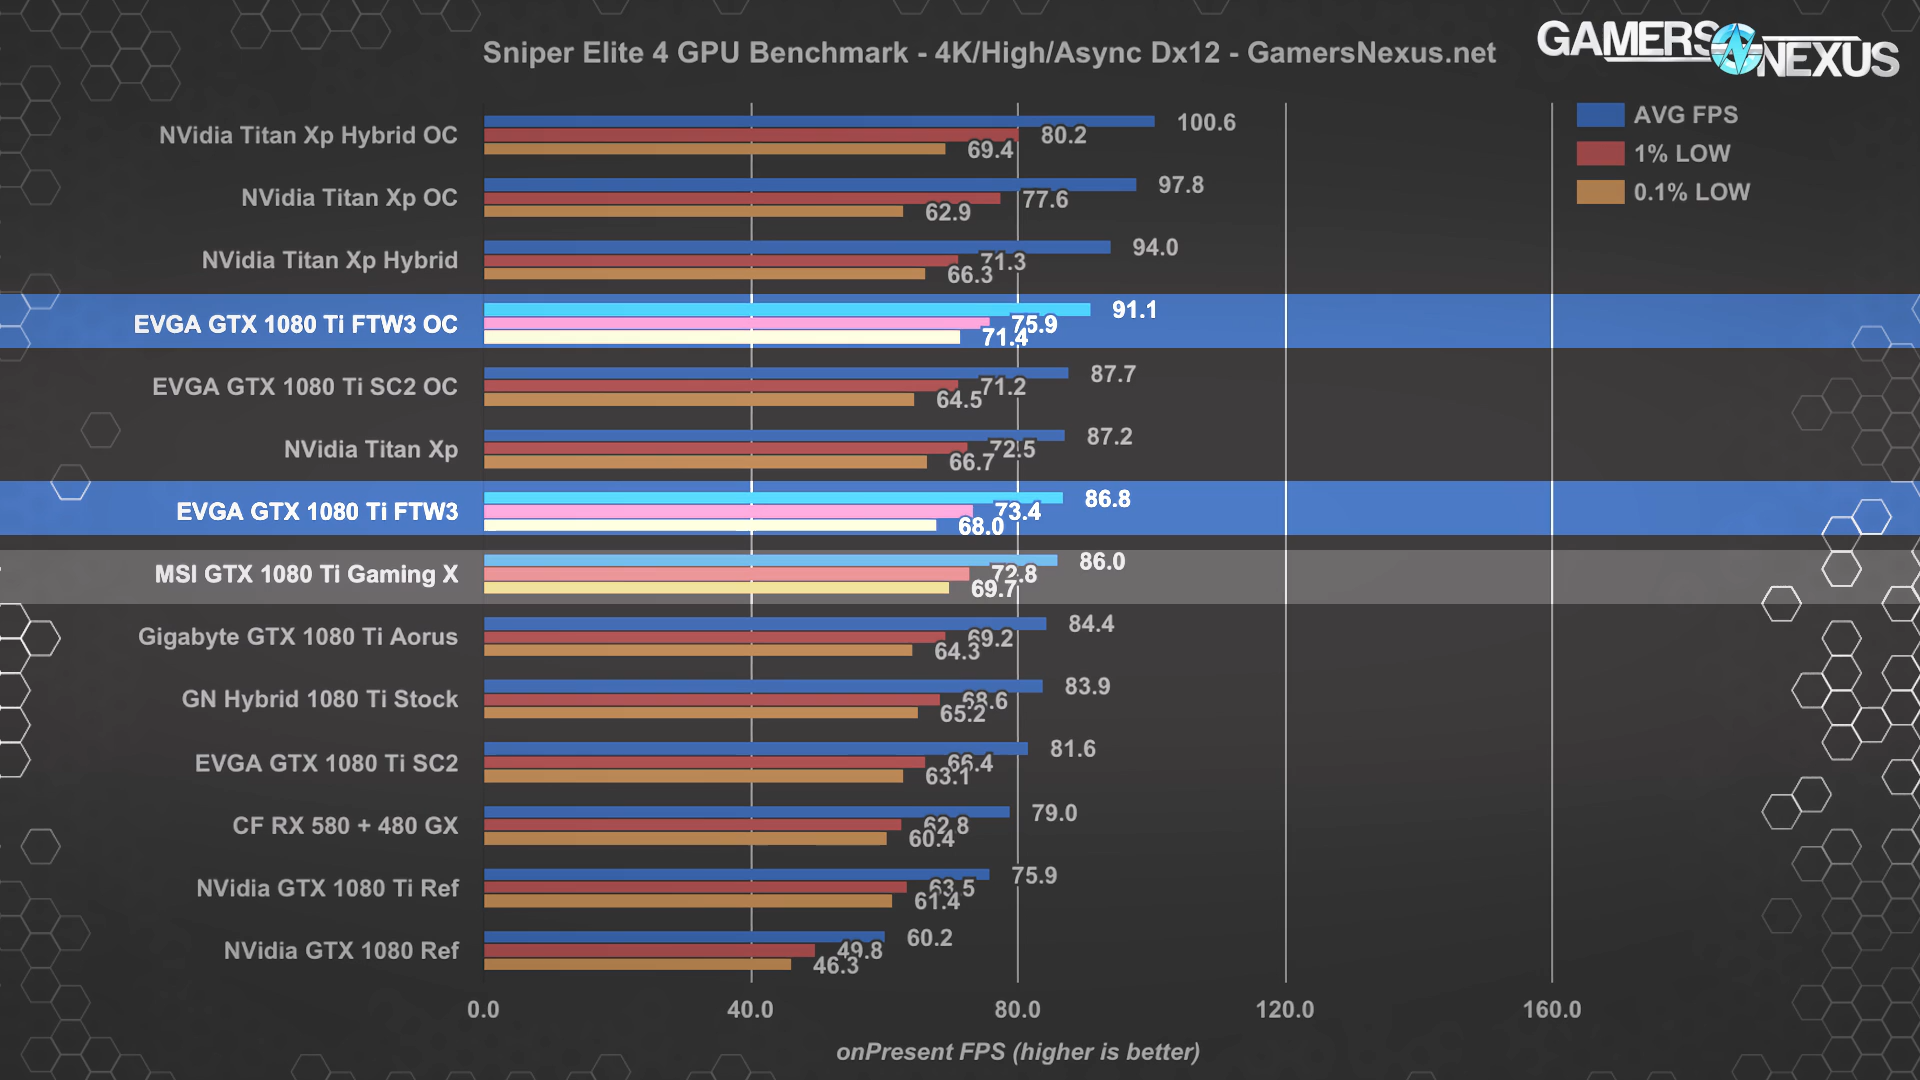 Sniper Elite 4 GPU Benchmark - 4K/High/Async Dx12 - GamersNexus.net
GAMERS NEXUS
AVG FPS
1% LOW
0.1% LOW
NVidia Titan Xp Hybrid OC
100.6
80.2
69.4
NVidia Titan Xp OC
97.8
77.6
62.9
NVidia Titan Xp Hybrid
94.0
71.3
66.3
EVGA GTX 1080 Ti FTW3 OC
91.1
75.9
71.4
EVGA GTX 1080 Ti SC2 OC
87.7
71.2
64.5
NVidia Titan Xp
87.2
72.5
66.7
EVGA GTX 1080 Ti FTW3
86.8
73.4
68.0
MSI GTX 1080 Ti Gaming X
86.0
72.8
69.7
Gigabyte GTX 1080 Ti Aorus
84.4
69.2
64.3
GN Hybrid 1080 Ti Stock
83.9
68.6
65.2
EVGA GTX 1080 Ti SC2
81.6
66.4
63.1
CF RX 580 + 480 GX
79.0
62.8
60.4
NVidia GTX 1080 Ti Ref
75.9
63.5
61.4
NVidia GTX 1080 Ref
60.2
49.8
46.3
0.0
40.0
80.0
120.0
160.0
onPresent FPS (higher is better)